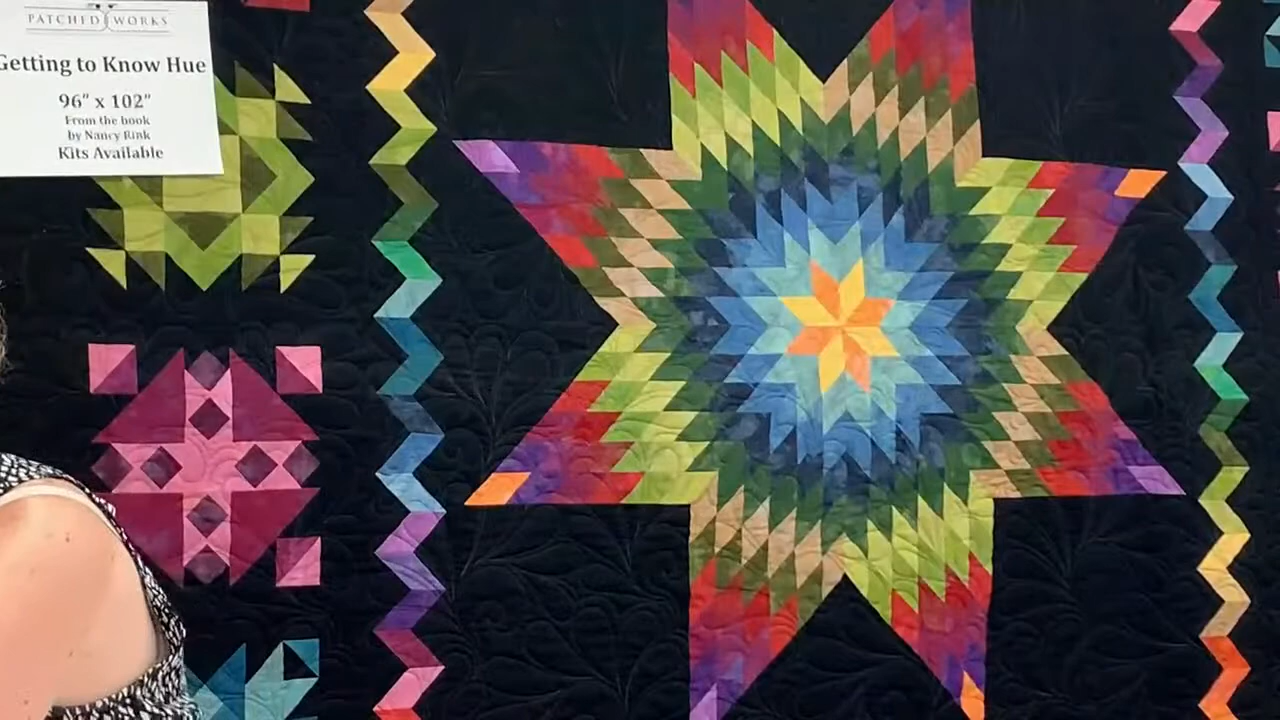 PATCHED WORKS
Getting to Know Hue
96" x 102"
From the book
by Nancy Rink
Kits Available